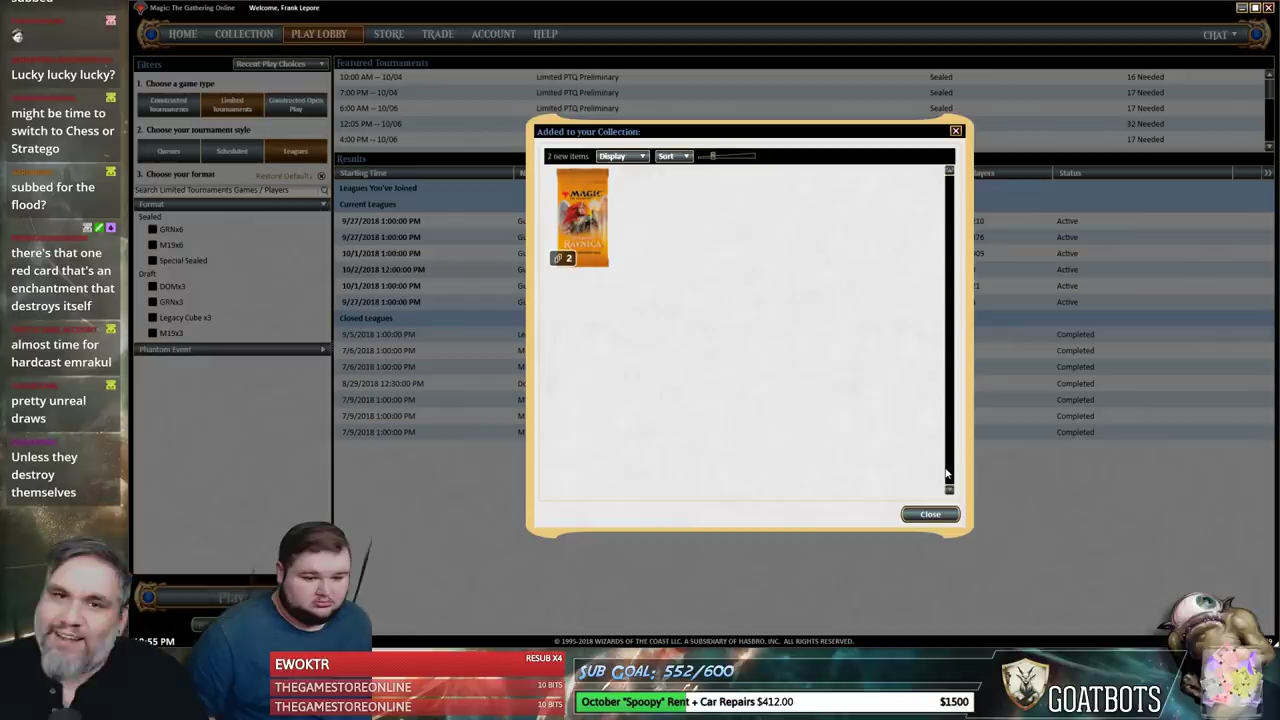 Magic: The Gathering Online
Welcome, Frank Lepore
HOME
COLLECTION
PLAY LOBBY
STORE
TRADE
ACCOUNT
HELP
CHAT
Lucky lucky lucky?
might be time to
switch to Chess or
Stratego
subbed for the
flood?
there's that one
red card that's an
enchantment that
destroys itself
almost time for
hardcast emrakul
pretty unreal
draws
Unless they
destroy
themselves
Filters
Recent Play Choices
1. Choose a game type
Constructed
Tournaments
Limited
Tournaments
Constructed Open
Play
2. Choose your tournament style
Queues
Scheduled
Leagues
3. Choose your format
Restore Defaults
Search Limited Tournaments Games / Players
Format
Sealed
GRNx6
M19x6
Special Sealed
Draft
DOMx3
GRNx3
Legacy Cube x3
M19x3
Phantom Event
Featured Tournaments
10:00 AM -- 10/04 Limited PTQ Preliminary Sealed 16 Needed
7:00 PM -- 10/04 Limited PTQ Preliminary Sealed 17 Needed
6:00 AM -- 10/06 Limited PTQ Preliminary Sealed 17 Needed
12:05 PM -- 10/06 32 Needed
4:00 PM -- 10/06 17 Needed
Results
Starting Time
Status
Leagues You've Joined
Current Leagues
9/27/2018 1:00:00 PM Active
9/27/2018 1:00:00 PM Active
10/1/2018 1:00:00 PM Active
10/2/2018 12:00:00 PM Active
10/1/2018 1:00:00 PM Active
9/27/2018 1:00:00 PM Active
Closed Leagues
9/5/2018 1:00:00 PM Completed
7/6/2018 1:00:00 PM Completed
7/6/2018 1:00:00 PM Completed
8/29/2018 12:30:00 PM Completed
7/9/2018 1:00:00 PM Completed
7/9/2018 1:00:00 PM Completed
7/9/2018 1:00:00 PM Completed
Added to your Collection:
2 new items
Display
Sort
MAGIC
RAVNICA
2
Close
© 1995-2018 WIZARDS OF THE COAST LLC. A SUBSIDIARY OF HASBRO, INC. ALL RIGHTS RESERVED.
EWOKTR
RESUB X4
THEGAMESTOREONLINE
10 BITS
THEGAMESTOREONLINE
10 BITS
SUB GOAL: 552/600
October "Spoopy" Rent + Car Repairs $412.00
$1500
GOATBOTS